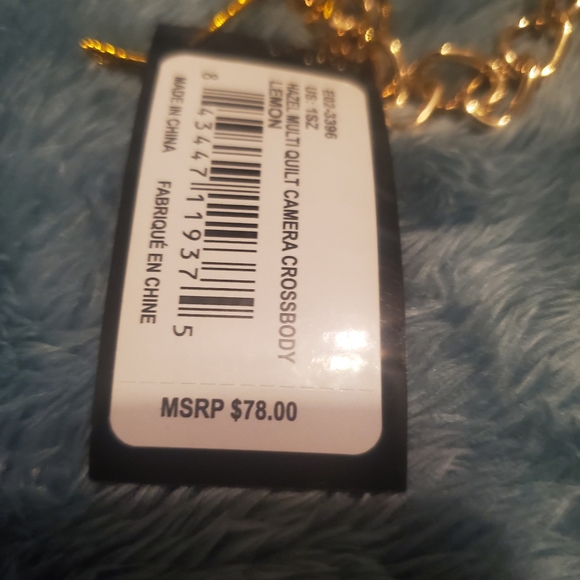 E02-3396
US: 1SZ
HAZEL MULTI QUILT CAMERA CROSSBODY
LEMON
8 43447 11937 5
MADE IN CHINA FABRIQUÉ EN CHINE
MSRP $78.00